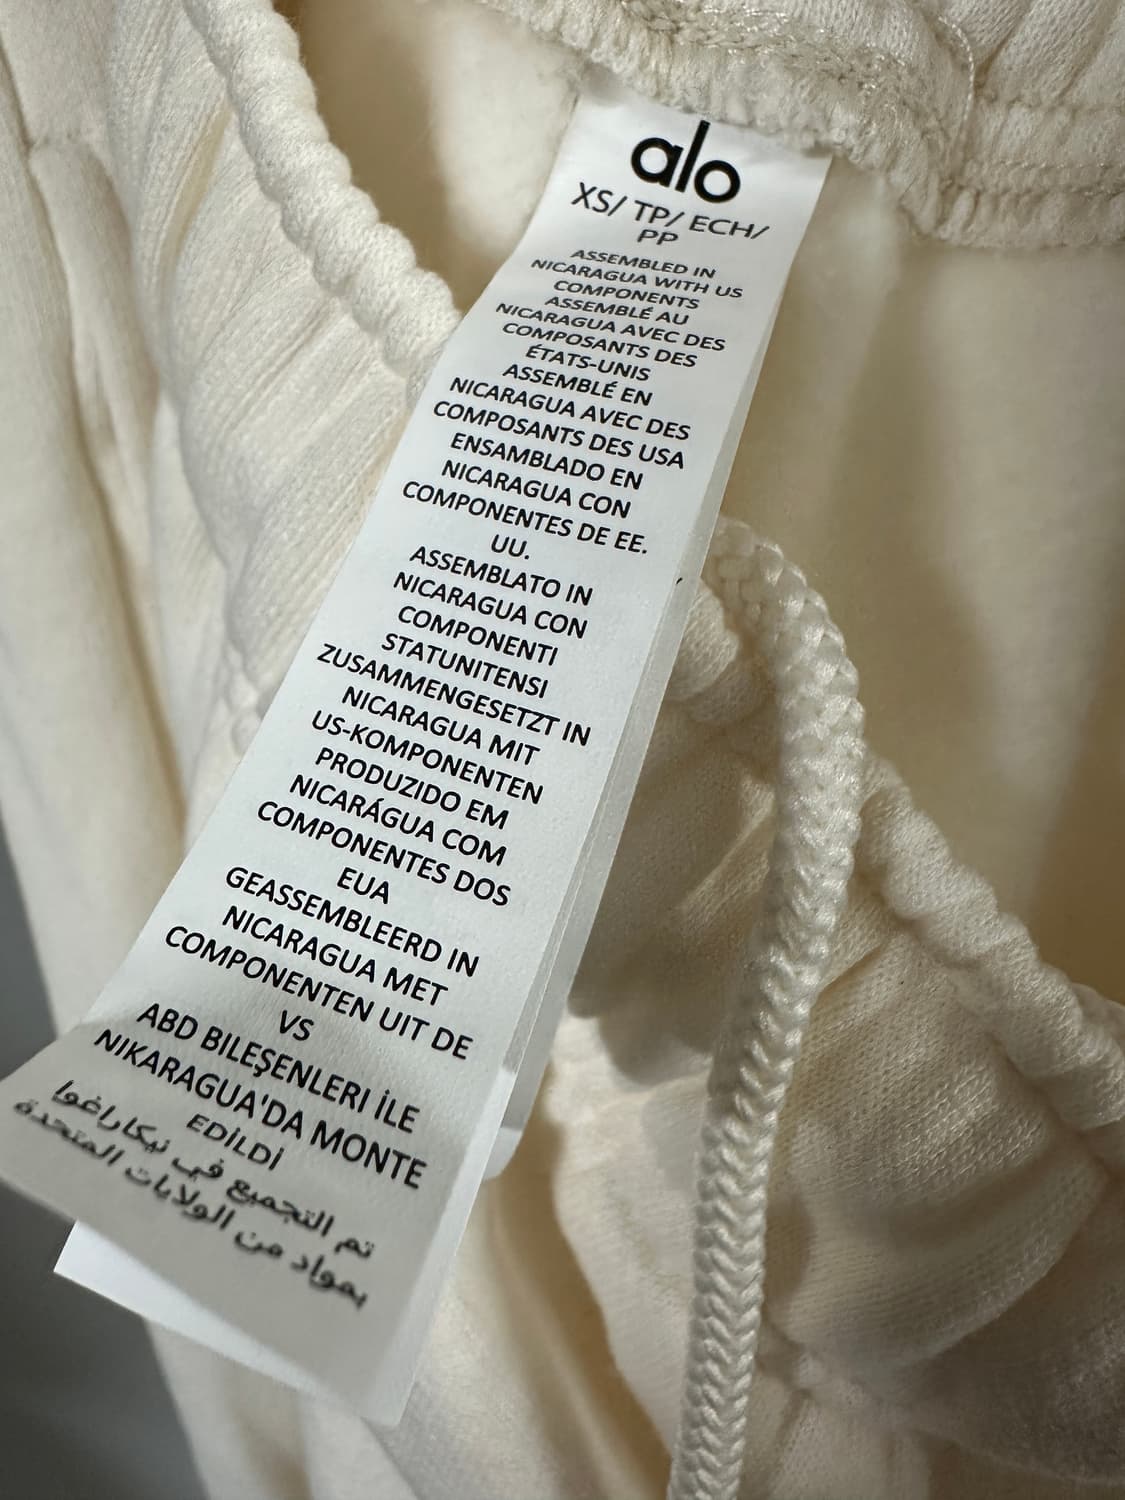 alo
XS/ TP/ ECH/
PP
ASSEMBLED IN
NICARAGUA WITH US
COMPONENTS
ASSEMBLÉ AU
NICARAGUA AVEC DES
COMPOSANTS DES
ÉTATS-UNIS
ASSEMBLÉ EN
NICARAGUA AVEC DES
COMPOSANTS DES USA
ENSAMBLADO EN
NICARAGUA CON
COMPONENTES DE EE.
UU.
ASSEMBLATO IN
NICARAGUA CON
COMPONENTI
STATUNITENSI
ZUSAMMENGESETZT IN
NICARAGUA MIT
US-KOMPONENTEN
PRODUZIDO EM
NICARÁGUA COM
COMPONENTES DOS
EUA
GEASSEMBLEERD IN
NICARAGUA MET
COMPONENTEN UIT DE
VS
ABD BILEŞENLERI İLE
NIKARAGUA'DA MONTE
EDİLDİ
تم التجميع في نيكاراغوا
بمواد من الولايات المتحدة